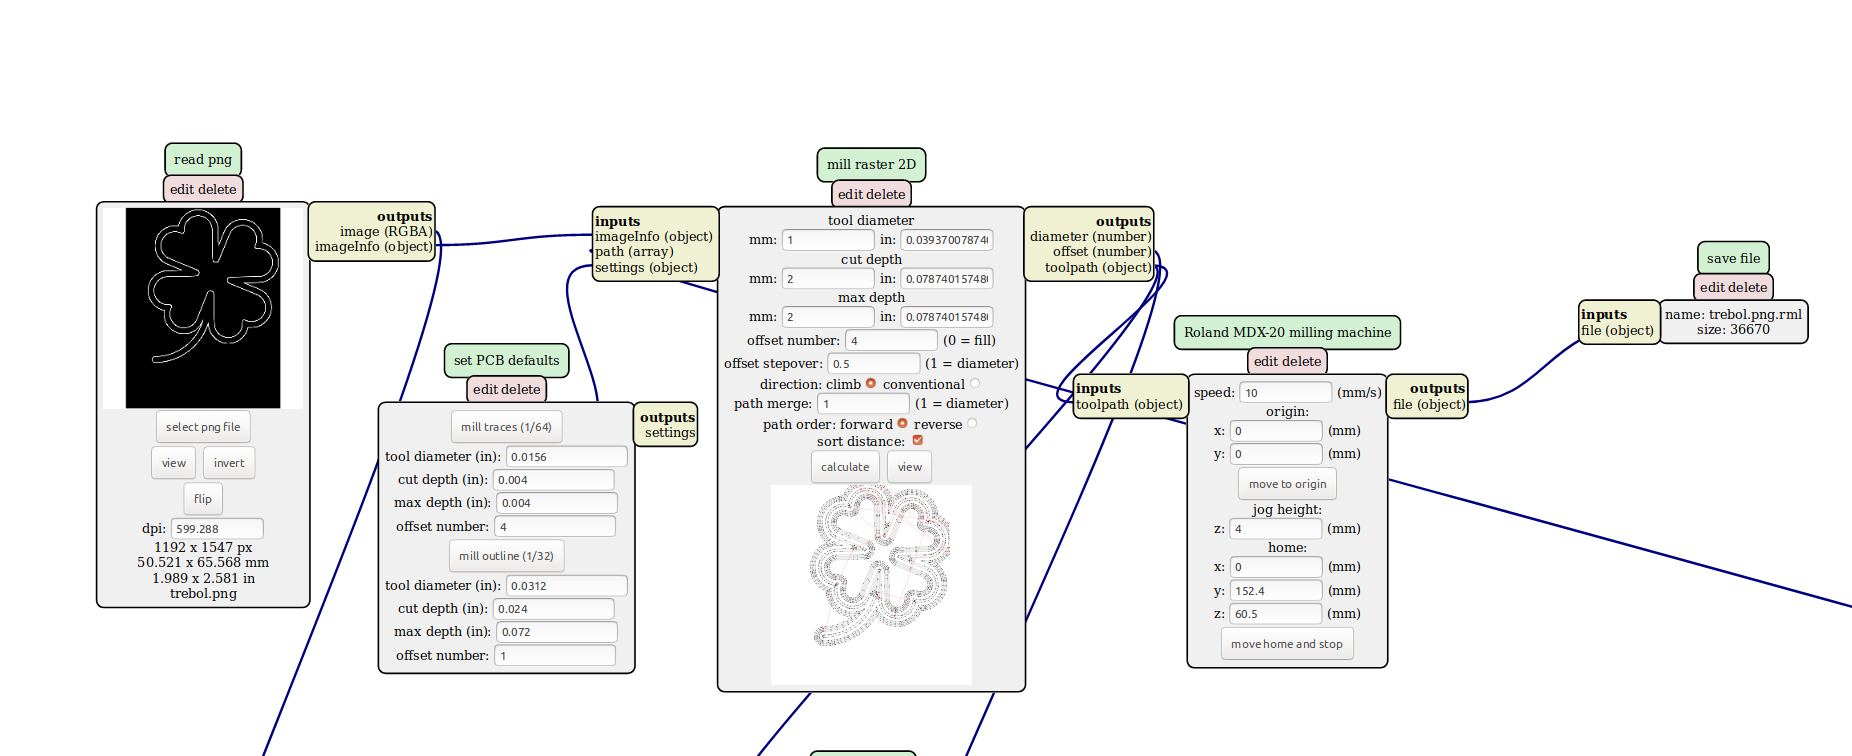 read png
edit delete
outputs
image (RGBA)
imageInfo (object)
select png file
view invert
flip
dpi: 599.288
1192 x 1547 px
50.521 x 65.568 mm
1.989 x 2.581 in
trebol.png
set PCB defaults
edit delete
mill traces (1/64)
tool diameter (in): 0.0156
cut depth (in): 0.004
max depth (in): 0.004
offset number: 4
mill outline (1/32)
tool diameter (in): 0.0312
cut depth (in): 0.024
max depth (in): 0.072
offset number: 1
outputs
settings
mill raster 2D
edit delete
inputs
imageInfo (object)
path (array)
settings (object)
tool diameter
mm: 1 in: 0.039370078740
cut depth
mm: 2 in: 0.078740157480
max depth
mm: 2 in: 0.078740157480
offset number: 4 (0 = fill)
offset stepover: 0.5 (1 = diameter)
direction: climb conventional
path merge: 1 (1 = diameter)
path order: forward reverse
sort distance:
calculate view
outputs
diameter (number)
offset (number)
toolpath (object)
Roland MDX-20 milling machine
edit delete
inputs
toolpath (object)
speed: 10 (mm/s)
origin:
x: 0 (mm)
y: 0 (mm)
move to origin
jog height:
z: 4 (mm)
home:
x: 0 (mm)
y: 152.4 (mm)
z: 60.5 (mm)
move home and stop
outputs
file (object)
save file
edit delete
inputs
file (object)
name: trebol.png.rml
size: 36670